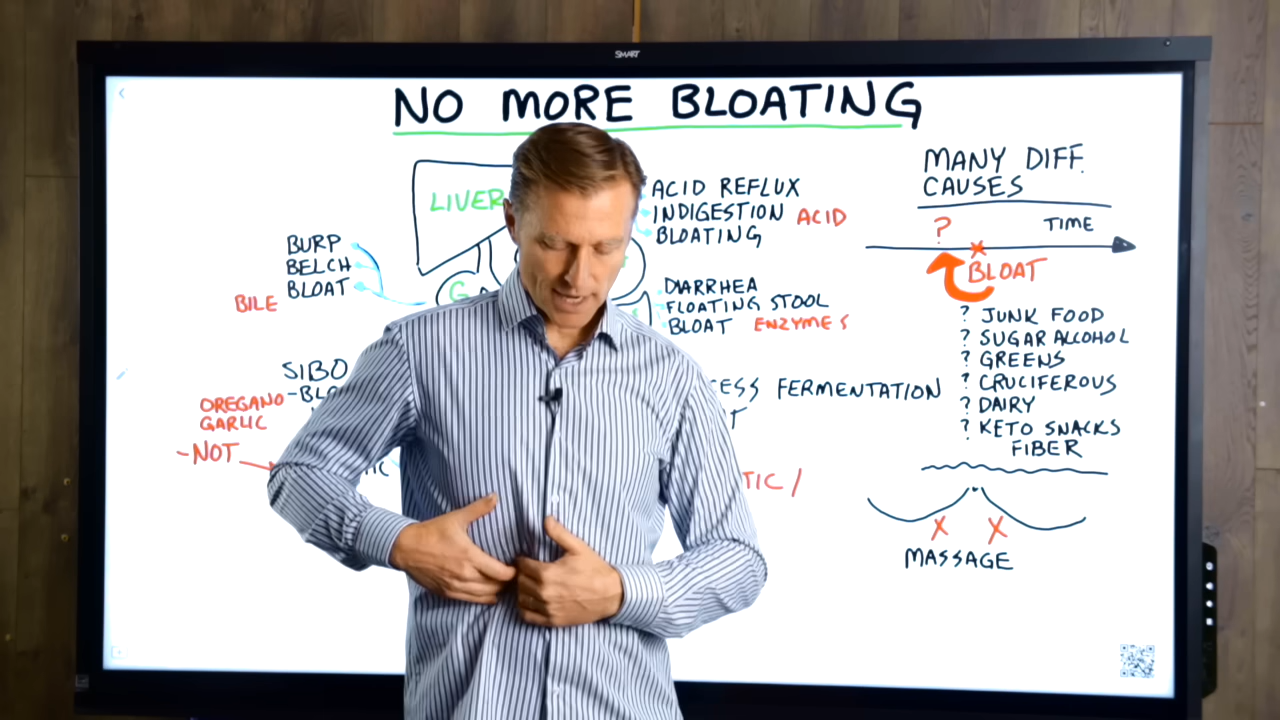 SMART
NO MORE BLOATING
LIVER
ACID REFLUX
INDIGESTION ACID
BLOATING
BURP
BELCH
BLOAT
BILE
G
DIARRHEA
FLOATING STOOL
BLOAT ENZYMES
SIBO
OREGANO
GARLIC
-NOT
FERMENTATION
MANY DIFF.
CAUSES
? TIME
BLOAT
? JUNK FOOD
? SUGAR ALCOHOL
? GREENS
? CRUCIFEROUS
? DAIRY
? KETO SNACKS
FIBER
X X
MASSAGE